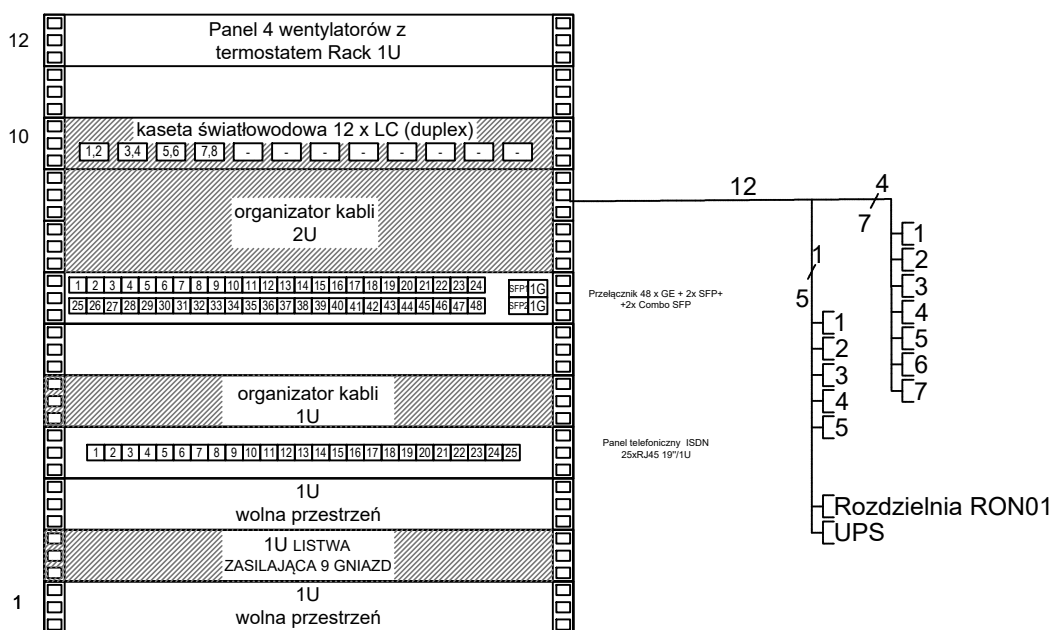 12
Panel 4 wentylatorów z
termostatem Rack 1U
10
kaseta światłowodowa 12 x LC (duplex)
1,2 3,4 5,6 7,8 - - - - - - - -
organizator kabli
2U
1 2 3 4 5 6 7 8 9 10 11 12 13 14 15 16 17 18 19 20 21 22 23 24 SFP1 1G
25 26 27 28 29 30 31 32 33 34 35 36 37 38 39 40 41 42 43 44 45 46 47 48 SFP2 1G
Przełącznik 48 x GE + 2x SFP+
+2x Combo SFP
organizator kabli
1U
1 2 3 4 5 6 7 8 9 10 11 12 13 14 15 16 17 18 19 20 21 22 23 24 25
Panel telefoniczny ISDN
25xRJ45 19"/1U
1U
wolna przestrzeń
1U LISTWA
ZASILAJĄCA 9 GNIAZD
1
1U
wolna przestrzeń
12
4
7
1
2
3
4
5
6
7
1
5
1
2
3
4
5
Rozdzielnia RON01
UPS